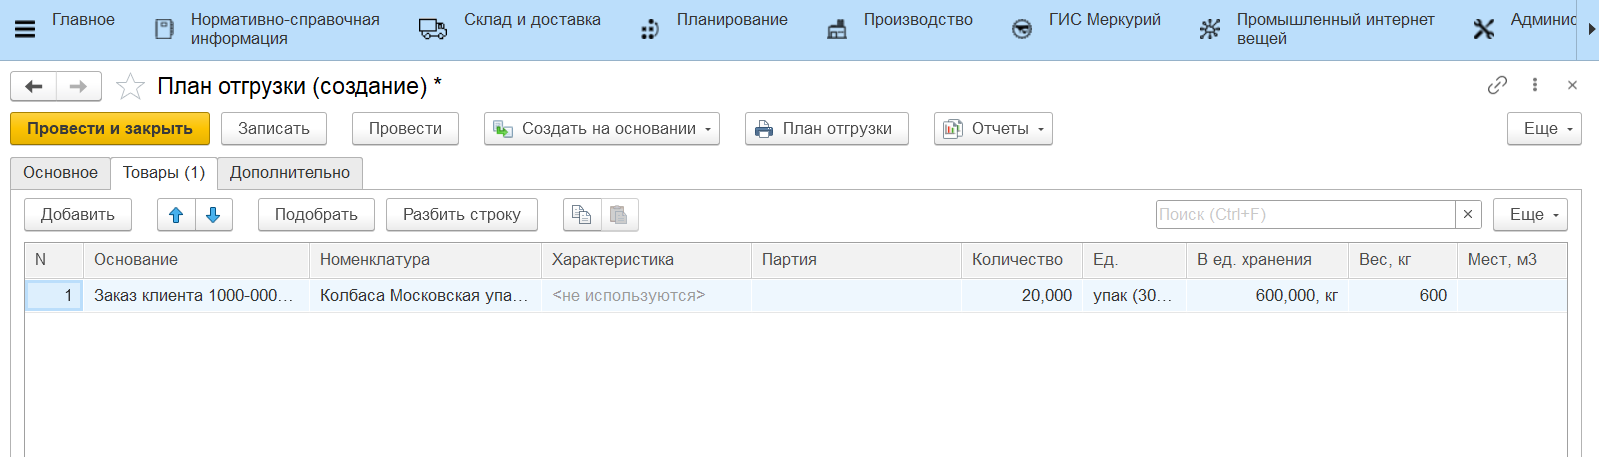 Главное
Нормативно-справочная
информация
Склад и доставка
Планирование
Производство
ГИС Меркурий
Промышленный интернет
вещей
Админис
План отгрузки (создание) *
Провести и закрыть
Записать
Провести
Создать на основании
План отгрузки
Отчеты
Еще
Основное
Товары (1)
Дополнительно
Добавить
Подобрать
Разбить строку
Поиск (Ctrl+F)
×
Еще
N Основание Номенклатура Характеристика Партия Количество Ед. В ед. хранения Вес, кг Мест, м3
1 Заказ клиента 1000-000... Колбаса Московская упа... <не используются> 20,000 упак (30... 600,000, кг 600